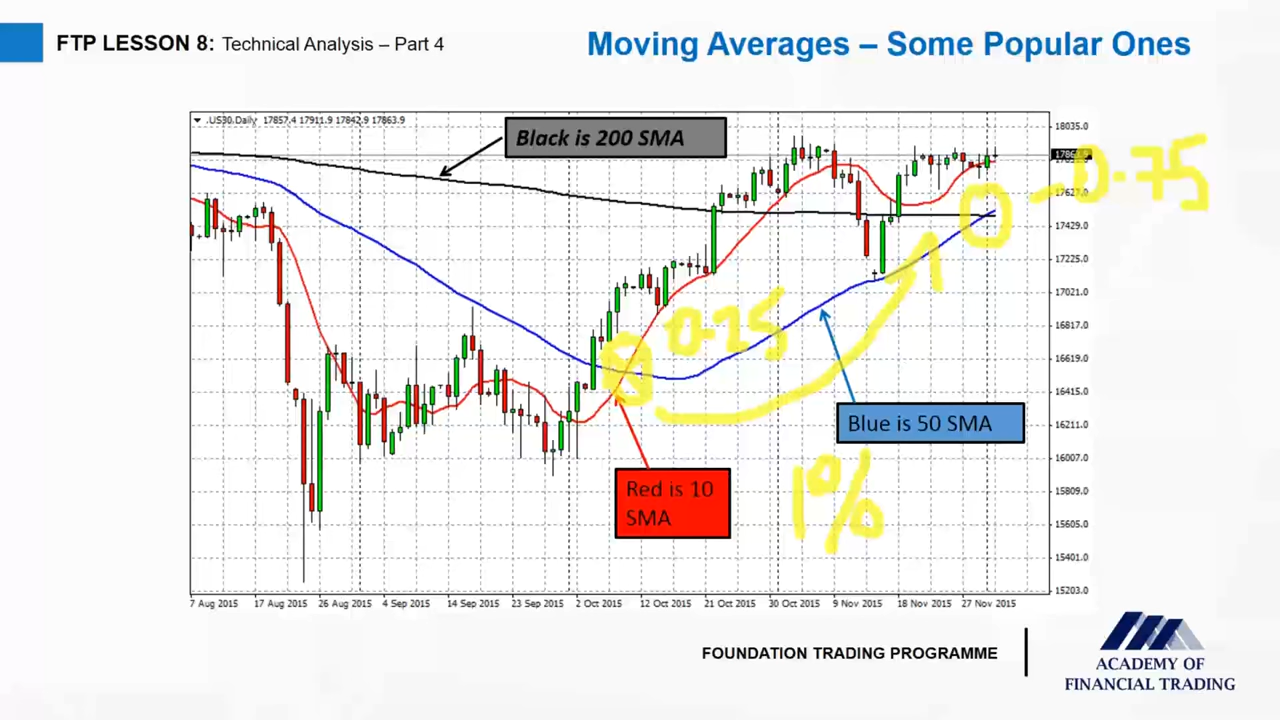 FTP LESSON 8: Technical Analysis – Part 4
Moving Averages – Some Popular Ones
.US30,Daily 17857.4 17911.9 17842.9 17863.9
Black is 200 SMA
18035.0
17863.9
17627.0
17429.0
17225.0
17021.0
16817.0
16619.0
16415.0
16211.0
16007.0
15809.0
15605.0
15401.0
15203.0
0.75
0.25
Blue is 50 SMA
Red is 10
SMA
1%
7 Aug 2015 17 Aug 2015 26 Aug 2015 4 Sep 2015 14 Sep 2015 23 Sep 2015 2 Oct 2015 12 Oct 2015 21 Oct 2015 30 Oct 2015 9 Nov 2015 18 Nov 2015 27 Nov 2015
FOUNDATION TRADING PROGRAMME
ACADEMY OF
FINANCIAL TRADING